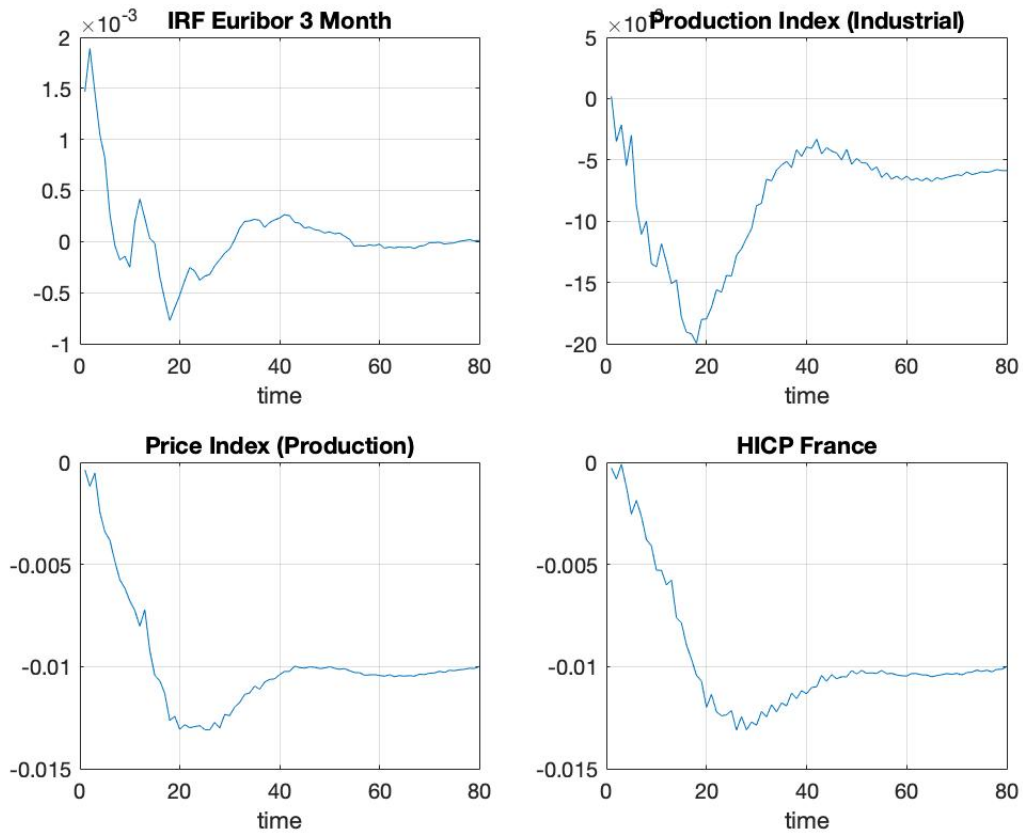 ×10⁻³ IRF Euribor 3 Month
2
1.5
1
0.5
0
-0.5
-1
0 20 40 60 80
time
Production Index (Industrial)
5
0
-5
-10
-15
-20
0 20 40 60 80
time
Price Index (Production)
0
-0.005
-0.01
-0.015
0 20 40 60 80
time
HICP France
0
-0.005
-0.01
-0.015
0 20 40 60 80
time